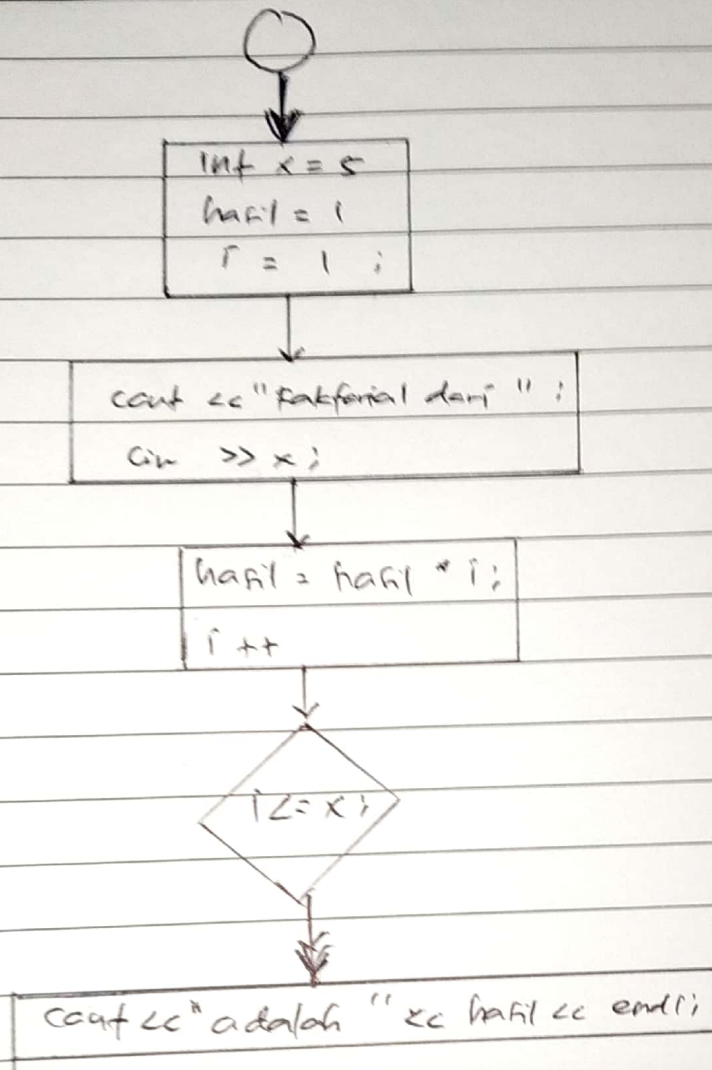 int x = 5
hasil = 1
i = 1 ;
cout << "Faktorial dari " ;
cin >> x ;
hasil = hasil * i ;
i ++
i <= x ;
cout << " adalah " << hasil << endl ;